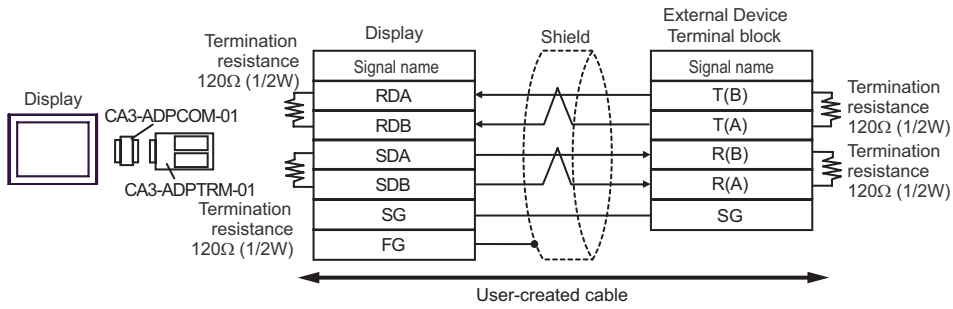 Display
CA3-ADPCOM-01
CA3-ADPTRM-01
Termination
resistance
120Ω (1/2W)
Termination
resistance
120Ω (1/2W)
Display
Signal name
RDA
RDB
SDA
SDB
SG
FG
Shield
External Device
Terminal block
Signal name
T(B)
T(A)
R(B)
R(A)
SG
Termination
resistance
120Ω (1/2W)
Termination
resistance
120Ω (1/2W)
User-created cable